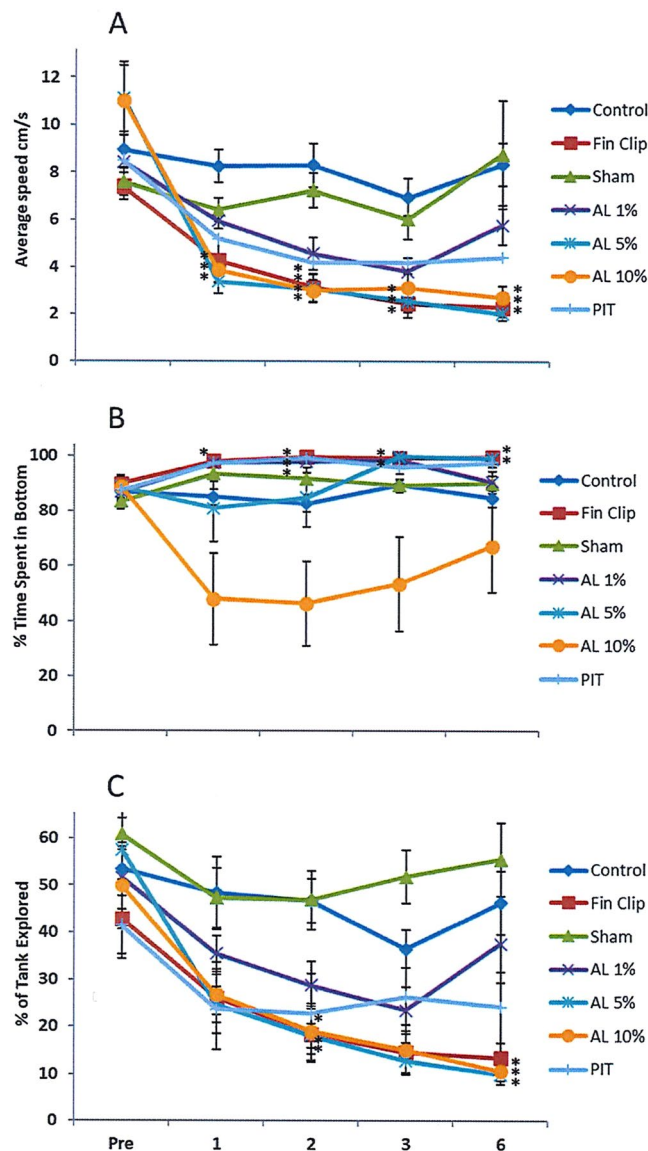 A
Average speed cm/s
12
10
8
6
4
2
0
***
****
***
***
Control
Fin Clip
Sham
AL 1%
AL 5%
AL 10%
PIT
B
% Time Spent in Bottom
100
80
60
40
20
0
*
***
**
**
Control
Fin Clip
Sham
AL 1%
AL 5%
AL 10%
PIT
C
% of Tank Explored
60
50
40
30
20
10
0
***
***
Control
Fin Clip
Sham
AL 1%
AL 5%
AL 10%
PIT
Pre 1 2 3 6